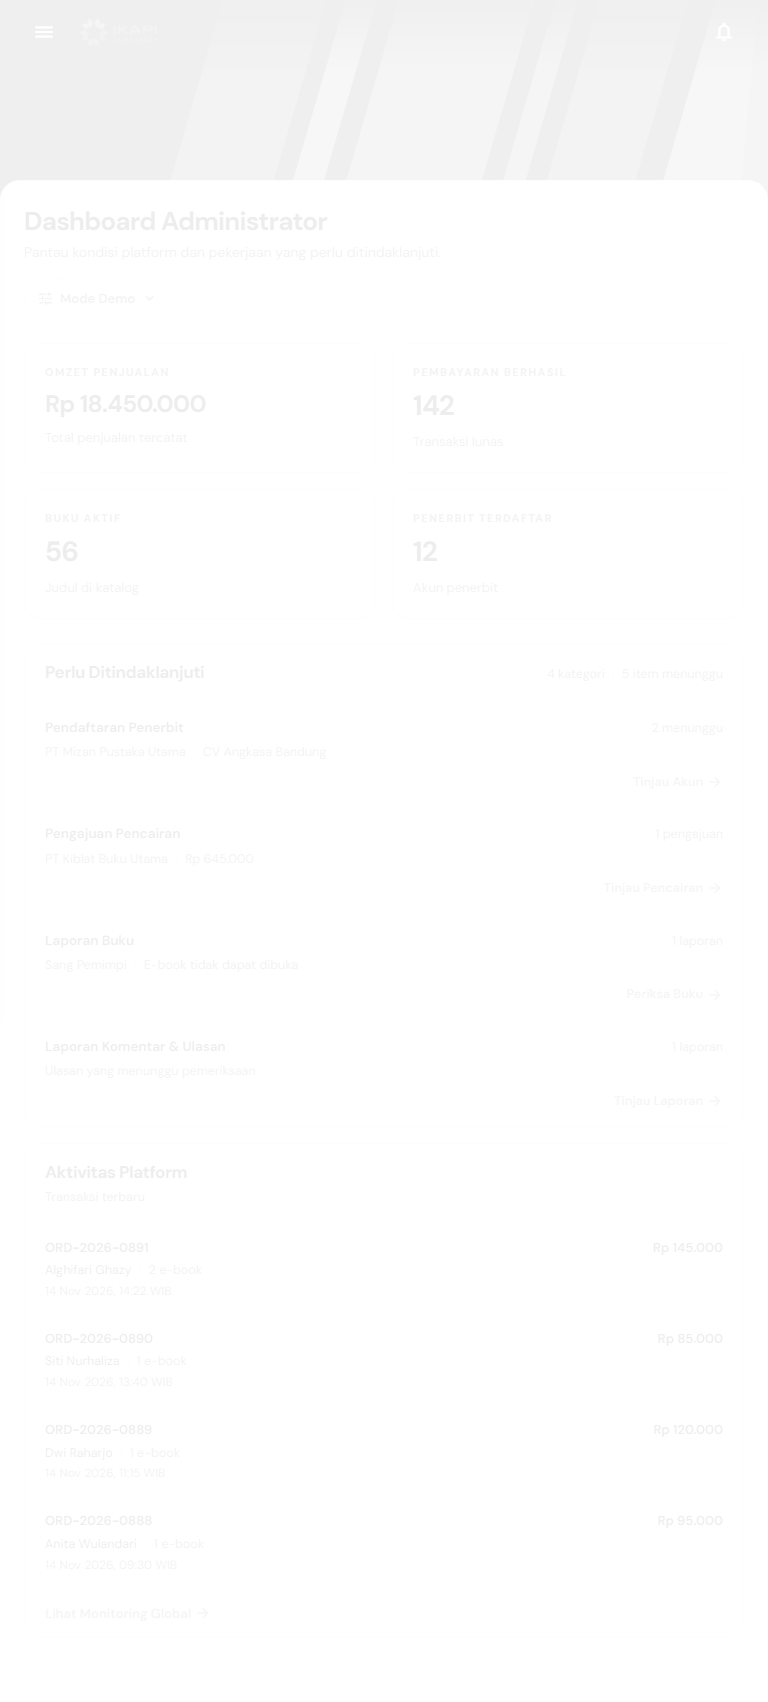 IKAPI
Dashboard Administrator
Pantau kondisi platform dan pekerjaan yang perlu ditindaklanjuti.
Mode Demo
OMZET PENJUALAN
Rp 18.450.000
Total penjualan tercatat
PEMBAYARAN BERHASIL
142
Transaksi lunas
BUKU AKTIF
56
Judul di katalog
PENERBIT TERDAFTAR
12
Akun penerbit
Perlu Ditindaklanjuti
4 kategori 5 item menunggu
Pendaftaran Penerbit
2 menunggu
PT Mizan Pustaka Utama CV Angkasa Bandung
Tinjau Akun →
Pengajuan Pencairan
1 pengajuan
PT Kiblat Buku Utama Rp 645.000
Tinjau Pencairan →
Laporan Buku
1 laporan
Sang Pemimpi E-book tidak dapat dibuka
Periksa Buku →
Laporan Komentar & Ulasan
1 laporan
Ulasan yang menunggu pemeriksaan
Tinjau Laporan →
Aktivitas Platform
Transaksi terbaru
ORD-2026-0891
Rp 145.000
Alghifari Ghazy 2 e-book
14 Nov 2026, 14:22 WIB
ORD-2026-0890
Rp 85.000
Siti Nurhaliza 1 e-book
14 Nov 2026, 13:40 WIB
ORD-2026-0889
Rp 120.000
Dwi Raharjo 1 e-book
14 Nov 2026, 11:15 WIB
ORD-2026-0888
Rp 95.000
Anita Wulandari 1 e-book
14 Nov 2026, 09:30 WIB
Lihat Monitoring Global →